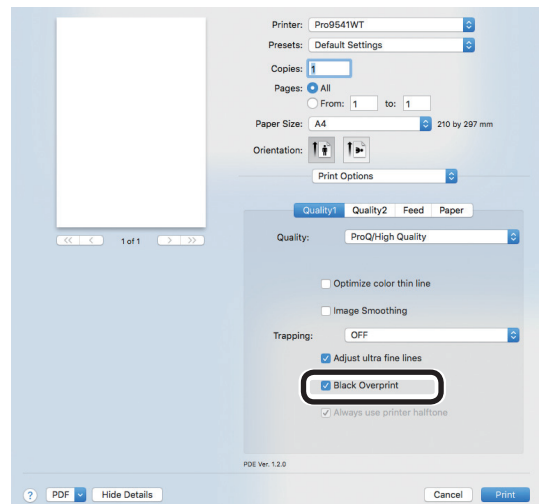 Printer: Pro9541WT
Presets: Default Settings
Copies: 1
Pages: All
From: 1 to: 1
Paper Size: A4 210 by 297 mm
Orientation:
Print Options
Quality1 Quality2 Feed Paper
<< < 1 of 1 > >>
Quality: ProQ/High Quality
Optimize color thin line
Image Smoothing
Trapping: OFF
Adjust ultra fine lines
Black Overprint
Always use printer halftone
PDE Ver. 1.2.0
? PDF Hide Details Cancel Print